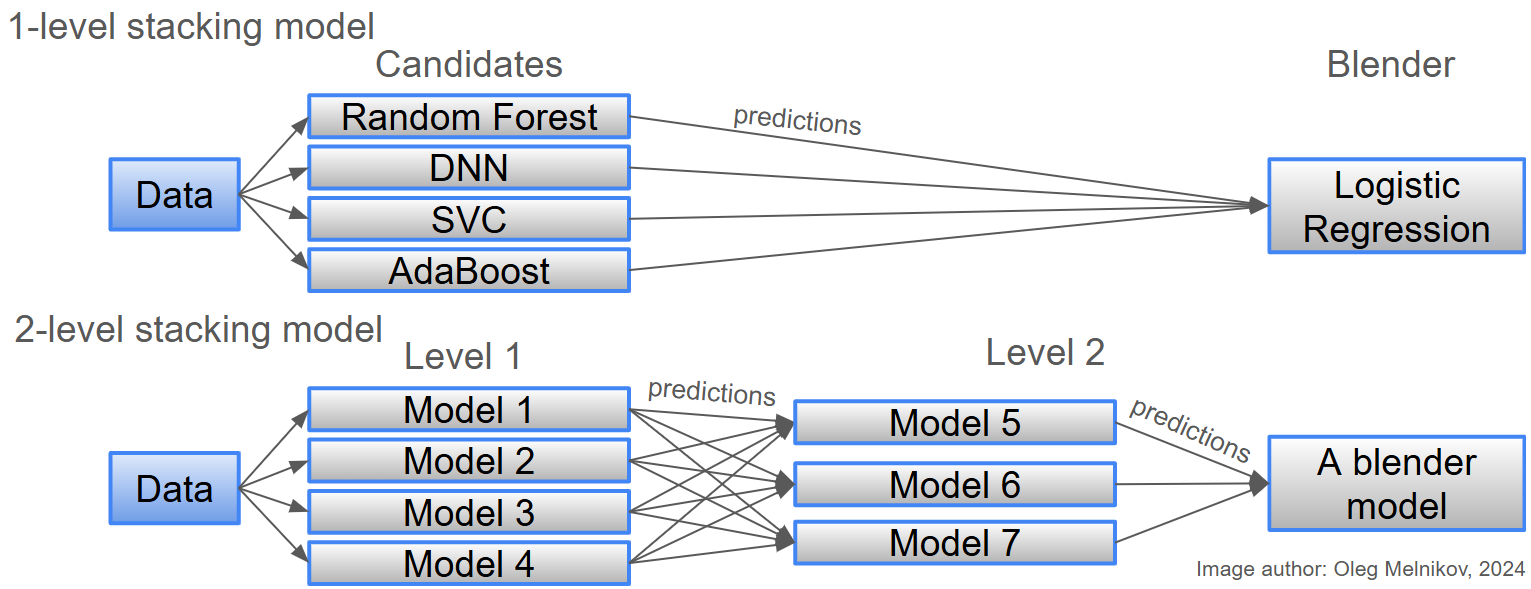 1-level stacking model
Candidates
Blender
Random Forest
predictions
DNN
Data
SVC
AdaBoost
Logistic
Regression
2-level stacking model
Level 1
Level 2
predictions
predictions
Model 1
Model 2
Data
Model 3
Model 4
Model 5
Model 6
Model 7
A blender
model
Image author: Oleg Melnikov, 2024